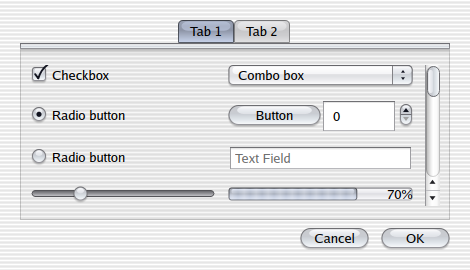 Tab 1 Tab 2
Checkbox Combo box
Radio button Button 0
Radio button Text Field
70%
Cancel OK